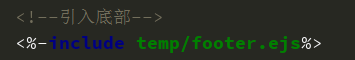 <!--引入底部-->
<%-include temp/footer.ejs%>